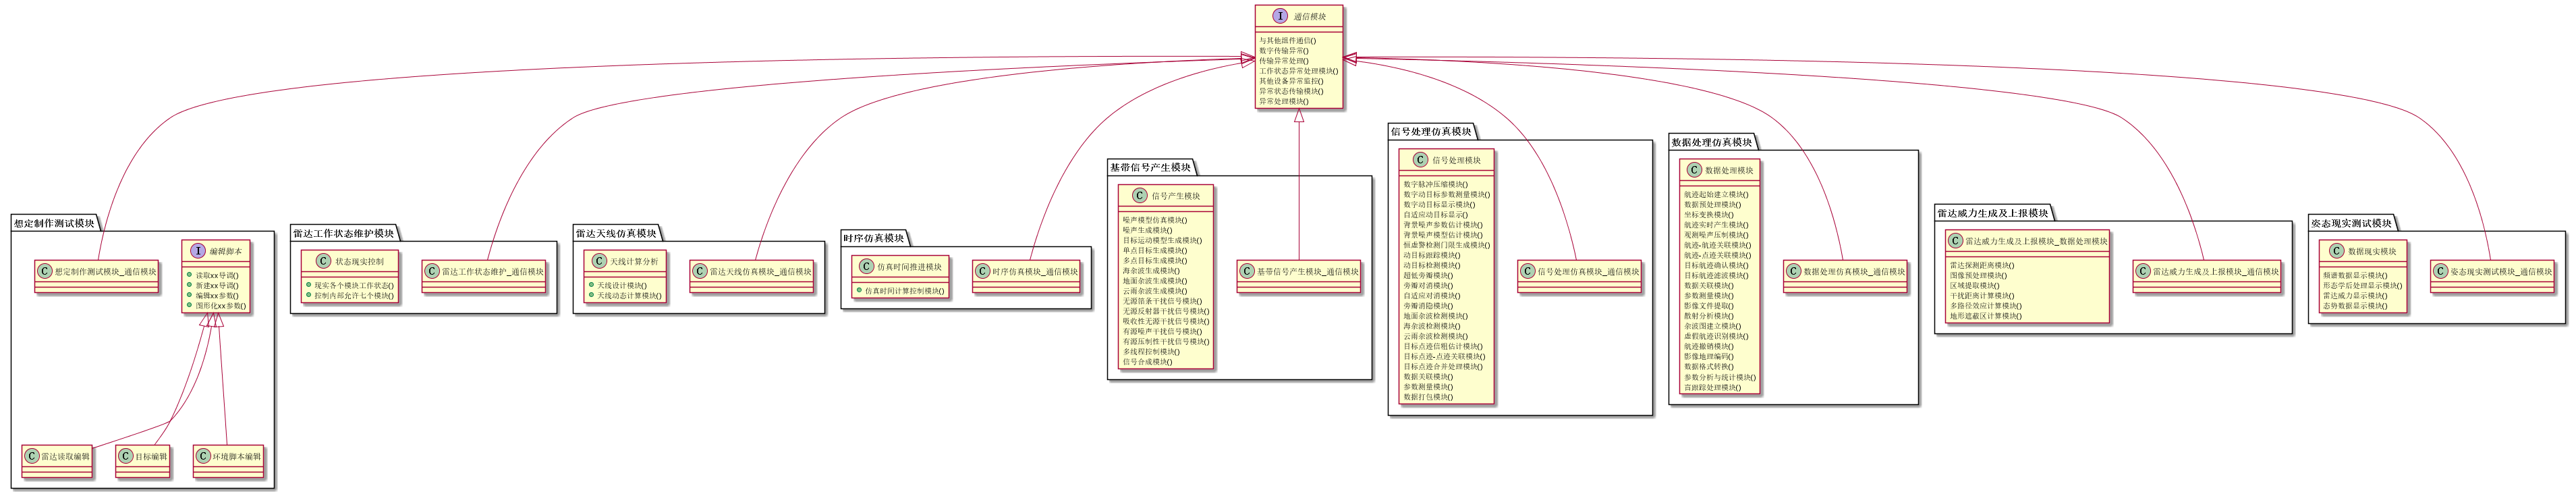 通信模块
与其他组件通信()
数字传输异常()
传输异常处理()
工作状态异常处理模块()
其他设备异常监控()
异常状态传输模块()
异常处理模块()
想定制作测试模块
想定制作测试模块_通信模块
编辑脚本
读取xx导调()
新建xx导调()
编辑xx参数()
图形化xx参数()
雷达读取编辑
目标编辑
环境脚本编辑
雷达工作状态维护模块
状态现实控制
现实各个模块工作状态()
控制内部允许七个模块()
雷达工作状态维护_通信模块
雷达天线仿真模块
天线计算分析
天线设计模块()
天线动态计算模块()
雷达天线仿真模块_通信模块
时序仿真模块
仿真时间推进模块
仿真时间计算控制模块()
时序仿真模块_通信模块
基带信号产生模块
信号产生模块
噪声模型仿真模块()
噪声生成模块()
目标运动模型生成模块()
单点目标生成模块()
多点目标生成模块()
海杂波生成模块()
地面杂波生成模块()
云雨杂波生成模块()
无源箔条干扰信号模块()
无源反射器干扰信号模块()
吸收性无源干扰信号模块()
有源噪声干扰信号模块()
有源压制性干扰信号模块()
多线程控制模块()
信号合成模块()
基带信号产生模块_通信模块
信号处理仿真模块
信号处理模块
数字脉冲压缩模块()
数字动目标参数测量模块()
数字动目标显示模块()
自适应动目标显示()
背景噪声参数估计模块()
背景噪声模型估计模块()
恒虚警检测门限生成模块()
动目标跟踪模块()
动目标检测模块()
超低旁瓣模块()
旁瓣对消模块()
自适应对消模块()
旁瓣消隐模块()
地面杂波检测模块()
海杂波检测模块()
云雨杂波检测模块()
目标点迹信粗估计模块()
目标点迹-点迹关联模块()
目标点迹合并处理模块()
数据关联模块()
参数测量模块()
数据打包模块()
信号处理仿真模块_通信模块
数据处理仿真模块
数据处理模块
航迹起始建立模块()
数据预处理模块()
坐标变换模块()
航迹实时产生模块()
观测噪声压制模块()
航迹-航迹关联模块()
航迹-点迹关联模块()
目标航迹确认模块()
目标航迹滤波模块()
数据关联模块()
参数测量模块()
影像文件提取()
散射分析模块()
杂波图建立模块()
虚假航迹识别模块()
航迹撤销模块()
影像地理编码()
数据格式转换()
参数分析与统计模块()
盲跟踪处理模块()
数据处理仿真模块_通信模块
雷达威力生成及上报模块
雷达威力生成及上报模块_数据处理模块
雷达探测距离模块()
图像预处理模块()
区域提取模块()
干扰距离计算模块()
多路径效应计算模块()
地形遮蔽区计算模块()
雷达威力生成及上报模块_通信模块
姿态现实测试模块
数据现实模块
频谱数据显示模块()
形态学后处理显示模块()
雷达威力显示模块()
态势数据显示模块()
姿态现实测试模块_通信模块